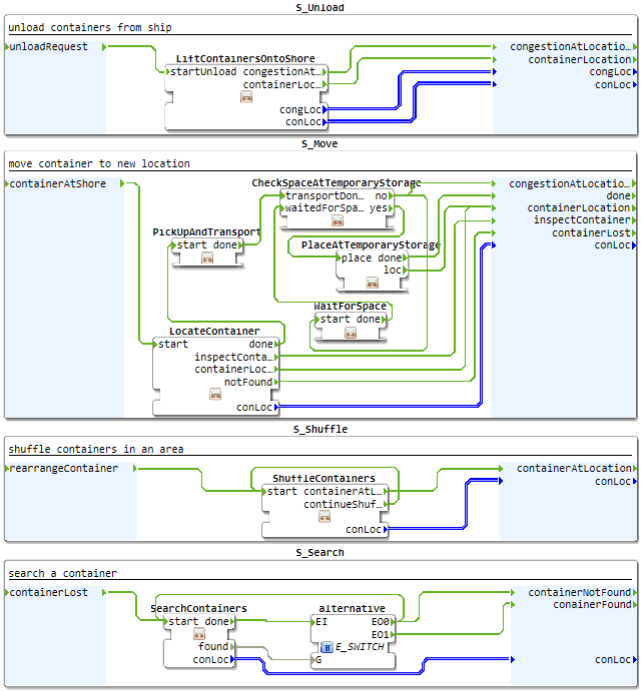 S_Unload
unload containers from ship
unloadRequest
LiftContainersOntoShore
startUnload congestionAt...
containerLoc...
congLoc
conLoc
congestionAtLocatio...
containerLocation
congLoc
conLoc
S_Move
move container to new location
containerAtShore
CheckSpaceAtTemporaryStorage
transportDon... no
waitedForSpa... yes
PickUpAndTransport
start done
PlaceAtTemporaryStorage
place done
loc
WaitForSpace
start done
LocateContainer
start done
inspectConta...
containerLoc...
notFound
conLoc
congestionAtLocatio...
done
containerLocation
inspectContainer
containerLost
conLoc
S_Shuffle
shuffle containers in an area
rearrangeContainer
ShuffleContainers
start containerAtL...
continueShuf...
conLoc
containerAtLocation
conLoc
S_Search
search a container
containerLost
SearchContainers
start done
found
conLoc
alternative
EI EO0
EO1
E_SWITCH
G
containerNotFound
conainerFound
conLoc